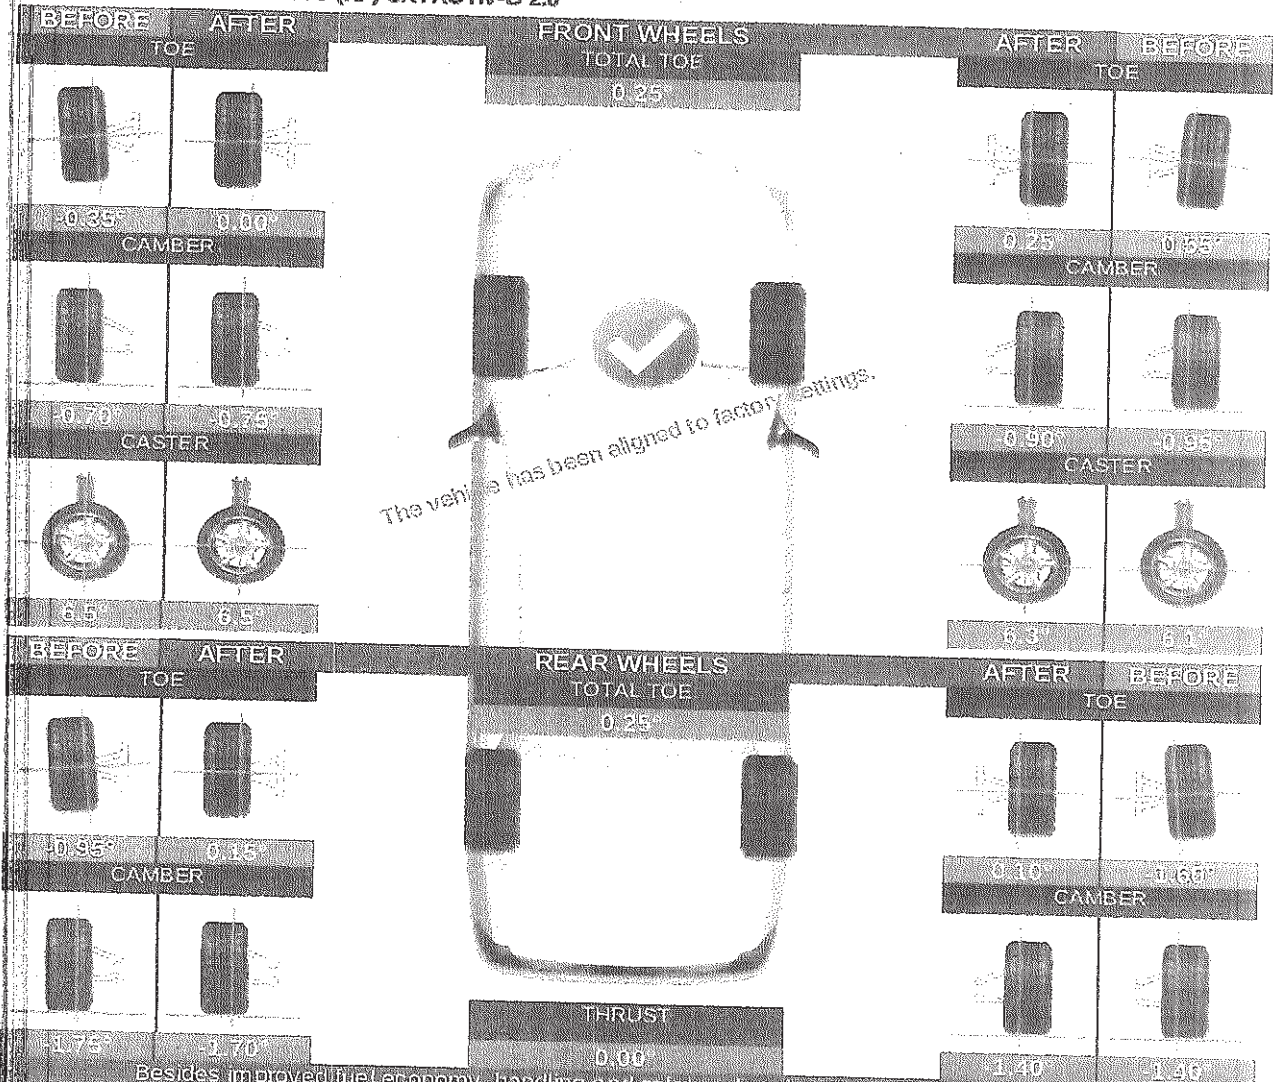 BEFORE AFTER FRONT WHEELS AFTER BEFORE
TOE TOTAL TOE TOE
0.25°
-0.35° 0.00° 0.25°
CAMBER CAMBER
-0.70° -0.75° -0.90° -0.95°
CASTER CASTER
The vehicle has been aligned to factory settings.
6.5° 6.5° 6.3° 6.1°
BEFORE AFTER REAR WHEELS AFTER BEFORE
TOE TOTAL TOE TOE
0.25°
-0.95° 0.15° 0.10° -0.60°
CAMBER CAMBER
THRUST
-1.75° -1.70° 0.00 -1.40°
Besides improved fuel economy, handling and